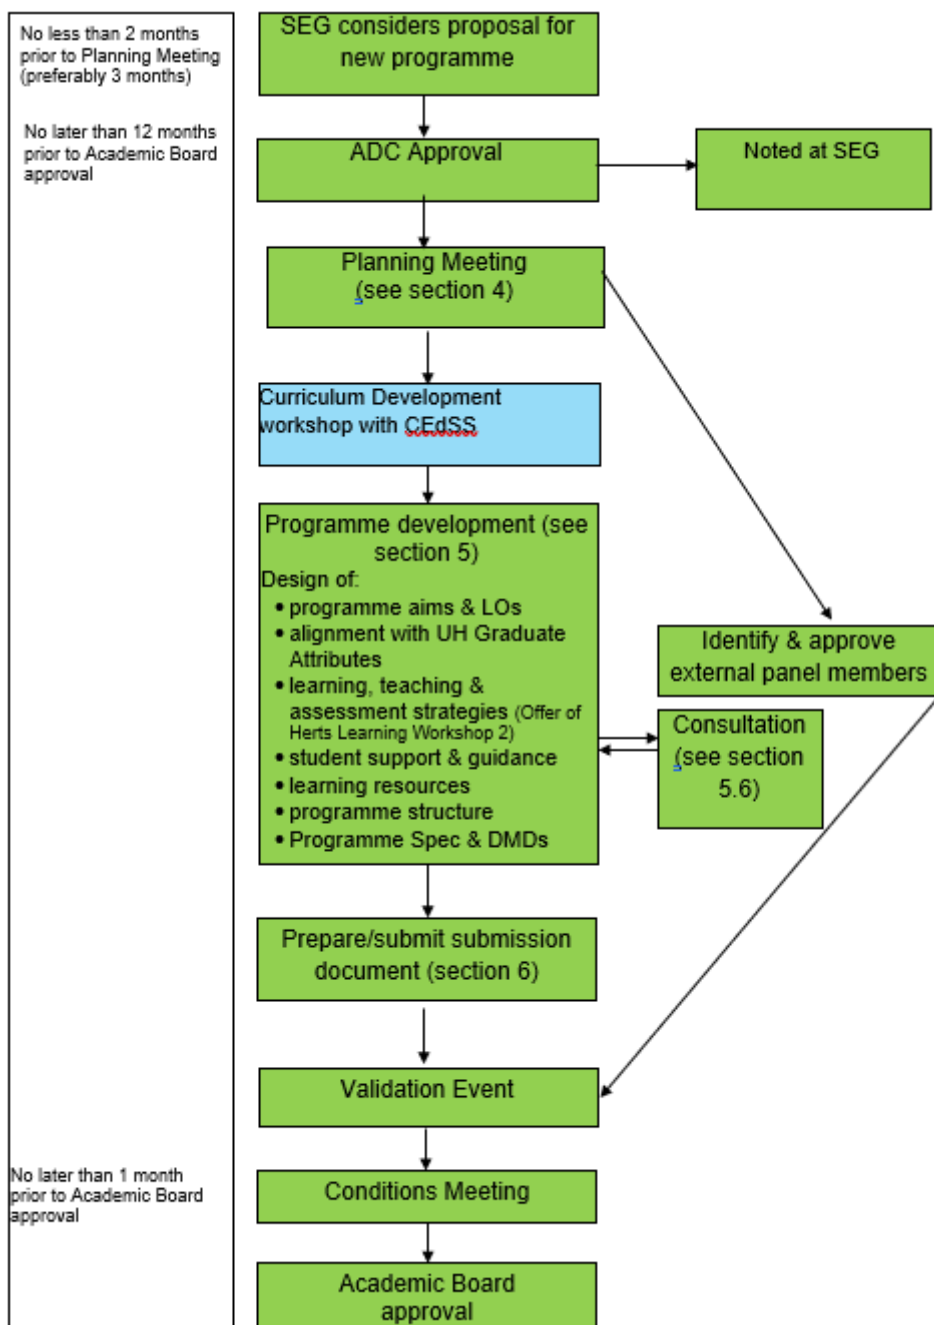 No less than 2 months
prior to Planning Meeting
(preferably 3 months)
SEG considers proposal for
new programme
No later than 12 months
prior to Academic Board
approval
ADC Approval
Noted at SEG
Planning Meeting
(see section 4)
Curriculum Development
workshop with CEdSS
Programme development (see
section 5)
Design of:
• programme aims & LOs
• alignment with UH Graduate
Attributes
• learning, teaching &
assessment strategies (Offer of
Herts Learning Workshop 2)
• student support & guidance
• learning resources
• programme structure
• Programme Spec & DMDs
Identify & approve
external panel members
Consultation
(see section
5.6)
Prepare/submit submission
document (section 6)
Validation Event
No later than 1 month
prior to Academic Board
approval
Conditions Meeting
Academic Board
approval